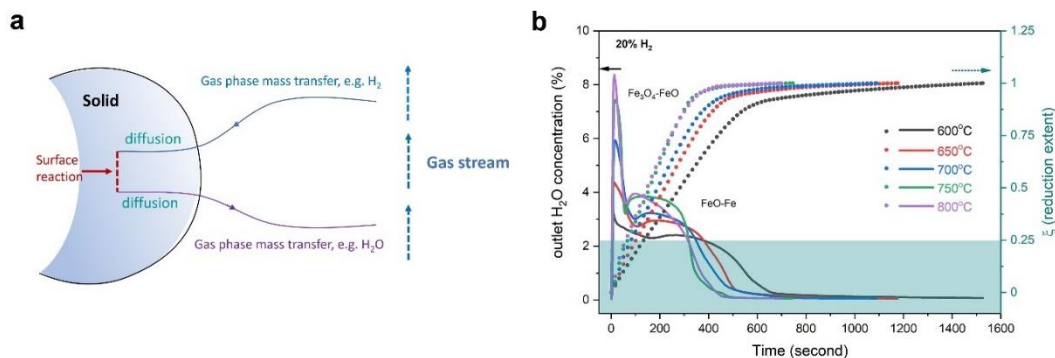 a
Gas phase mass transfer, e.g. H₂
Solid
diffusion
Surface
reaction
Gas stream
diffusion
Gas phase mass transfer, e.g. H₂O
b
outlet H₂O concentration (%)
10
8
6
4
2
0
20% H₂
Fe₃O₄-FeO
FeO-Fe
600°C
650°C
700°C
750°C
800°C
1.25
1
0.75
0.5
0.25
0
ξ (reduction extent)
0 200 400 600 800 1000 1200 1400 1600
Time (second)